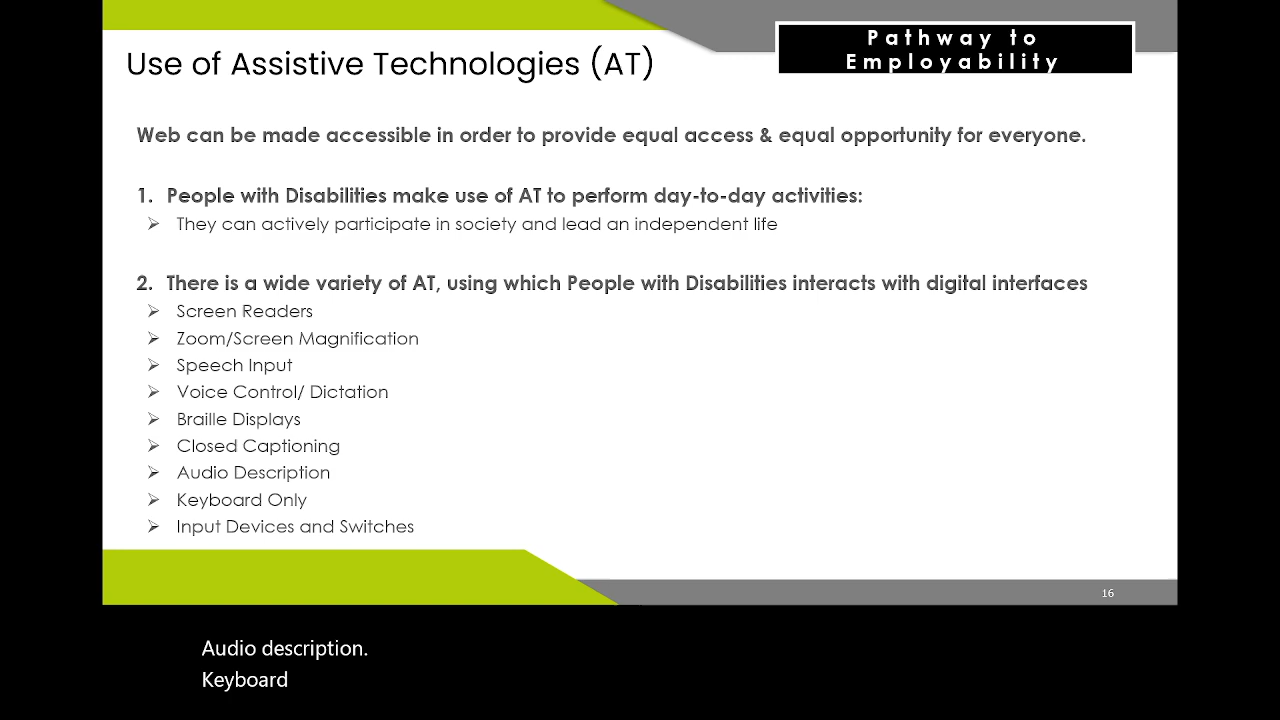 Pathway to
Employability
Use of Assistive Technologies (AT)
Web can be made accessible in order to provide equal access & equal opportunity for everyone.
1. People with Disabilities make use of AT to perform day-to-day activities:
➢ They can actively participate in society and lead an independent life
2. There is a wide variety of AT, using which People with Disabilities interacts with digital interfaces
➢ Screen Readers
➢ Zoom/Screen Magnification
➢ Speech Input
➢ Voice Control/ Dictation
➢ Braille Displays
➢ Closed Captioning
➢ Audio Description
➢ Keyboard Only
➢ Input Devices and Switches
16
Audio description.
Keyboard